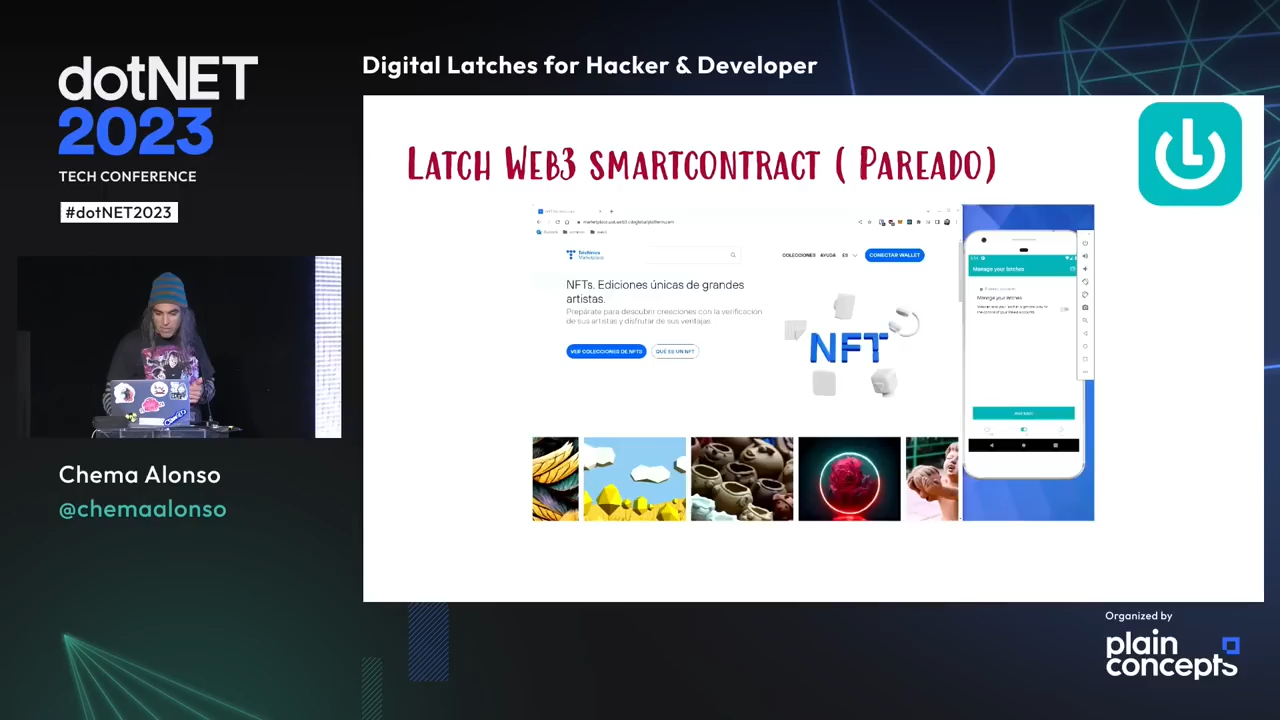 dotNET
2023
TECH CONFERENCE
#dotNET2023
Chema Alonso
@chemaalonso
Digital Latches for Hacker & Developer
LATCH WEB3 SMARTCONTRACT ( PAREADO)
COLECCIONES AYUDA ES
CONECTAR WALLET
NFTs. Ediciones únicas de grandes
artistas.
Prepárate para descubrir creaciones con la verificación
de sus artistas y disfrutar de sus ventajas
VER COLECCIONES DE NFTS
QUÉ ES UN NFT
NFT
Manage your latches
Manage your latches
Organized by
plain
concepts